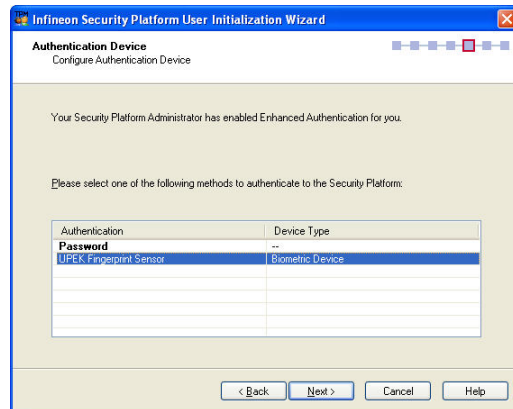 Infineon Security Platform User Initialization Wizard
Authentication Device
Configure Authentication Device
Your Security Platform Administrator has enabled Enhanced Authentication for you.
Please select one of the following methods to authenticate to the Security Platform:
Authentication Device Type
Password --
UPEK Fingerprint Sensor Biometric Device
< Back Next > Cancel Help